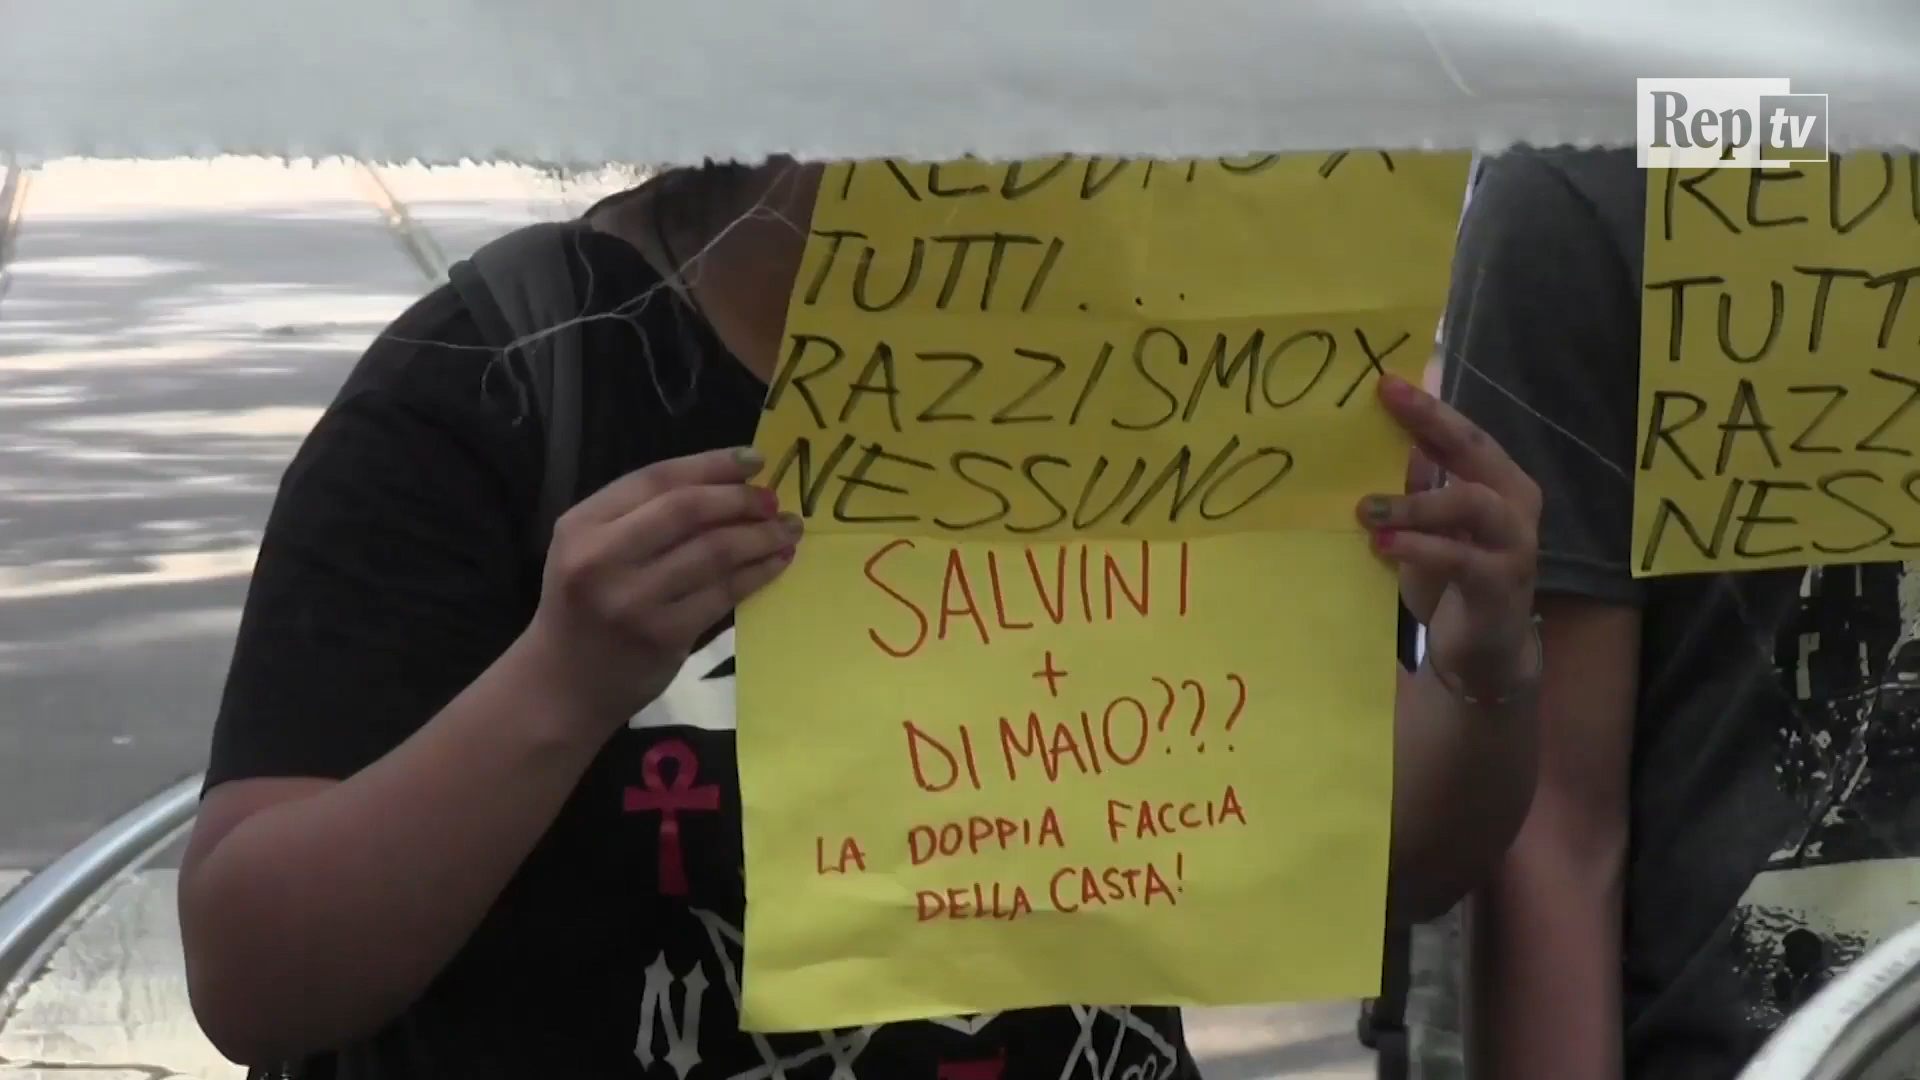 Rep tv
TUTTI...
RAZZISMO X
NESSUNO
SALVINI
+
DI MAIO???
LA DOPPIA FACCIA
DELLA CASTA!
TUTT
RAZZ
NESS
N